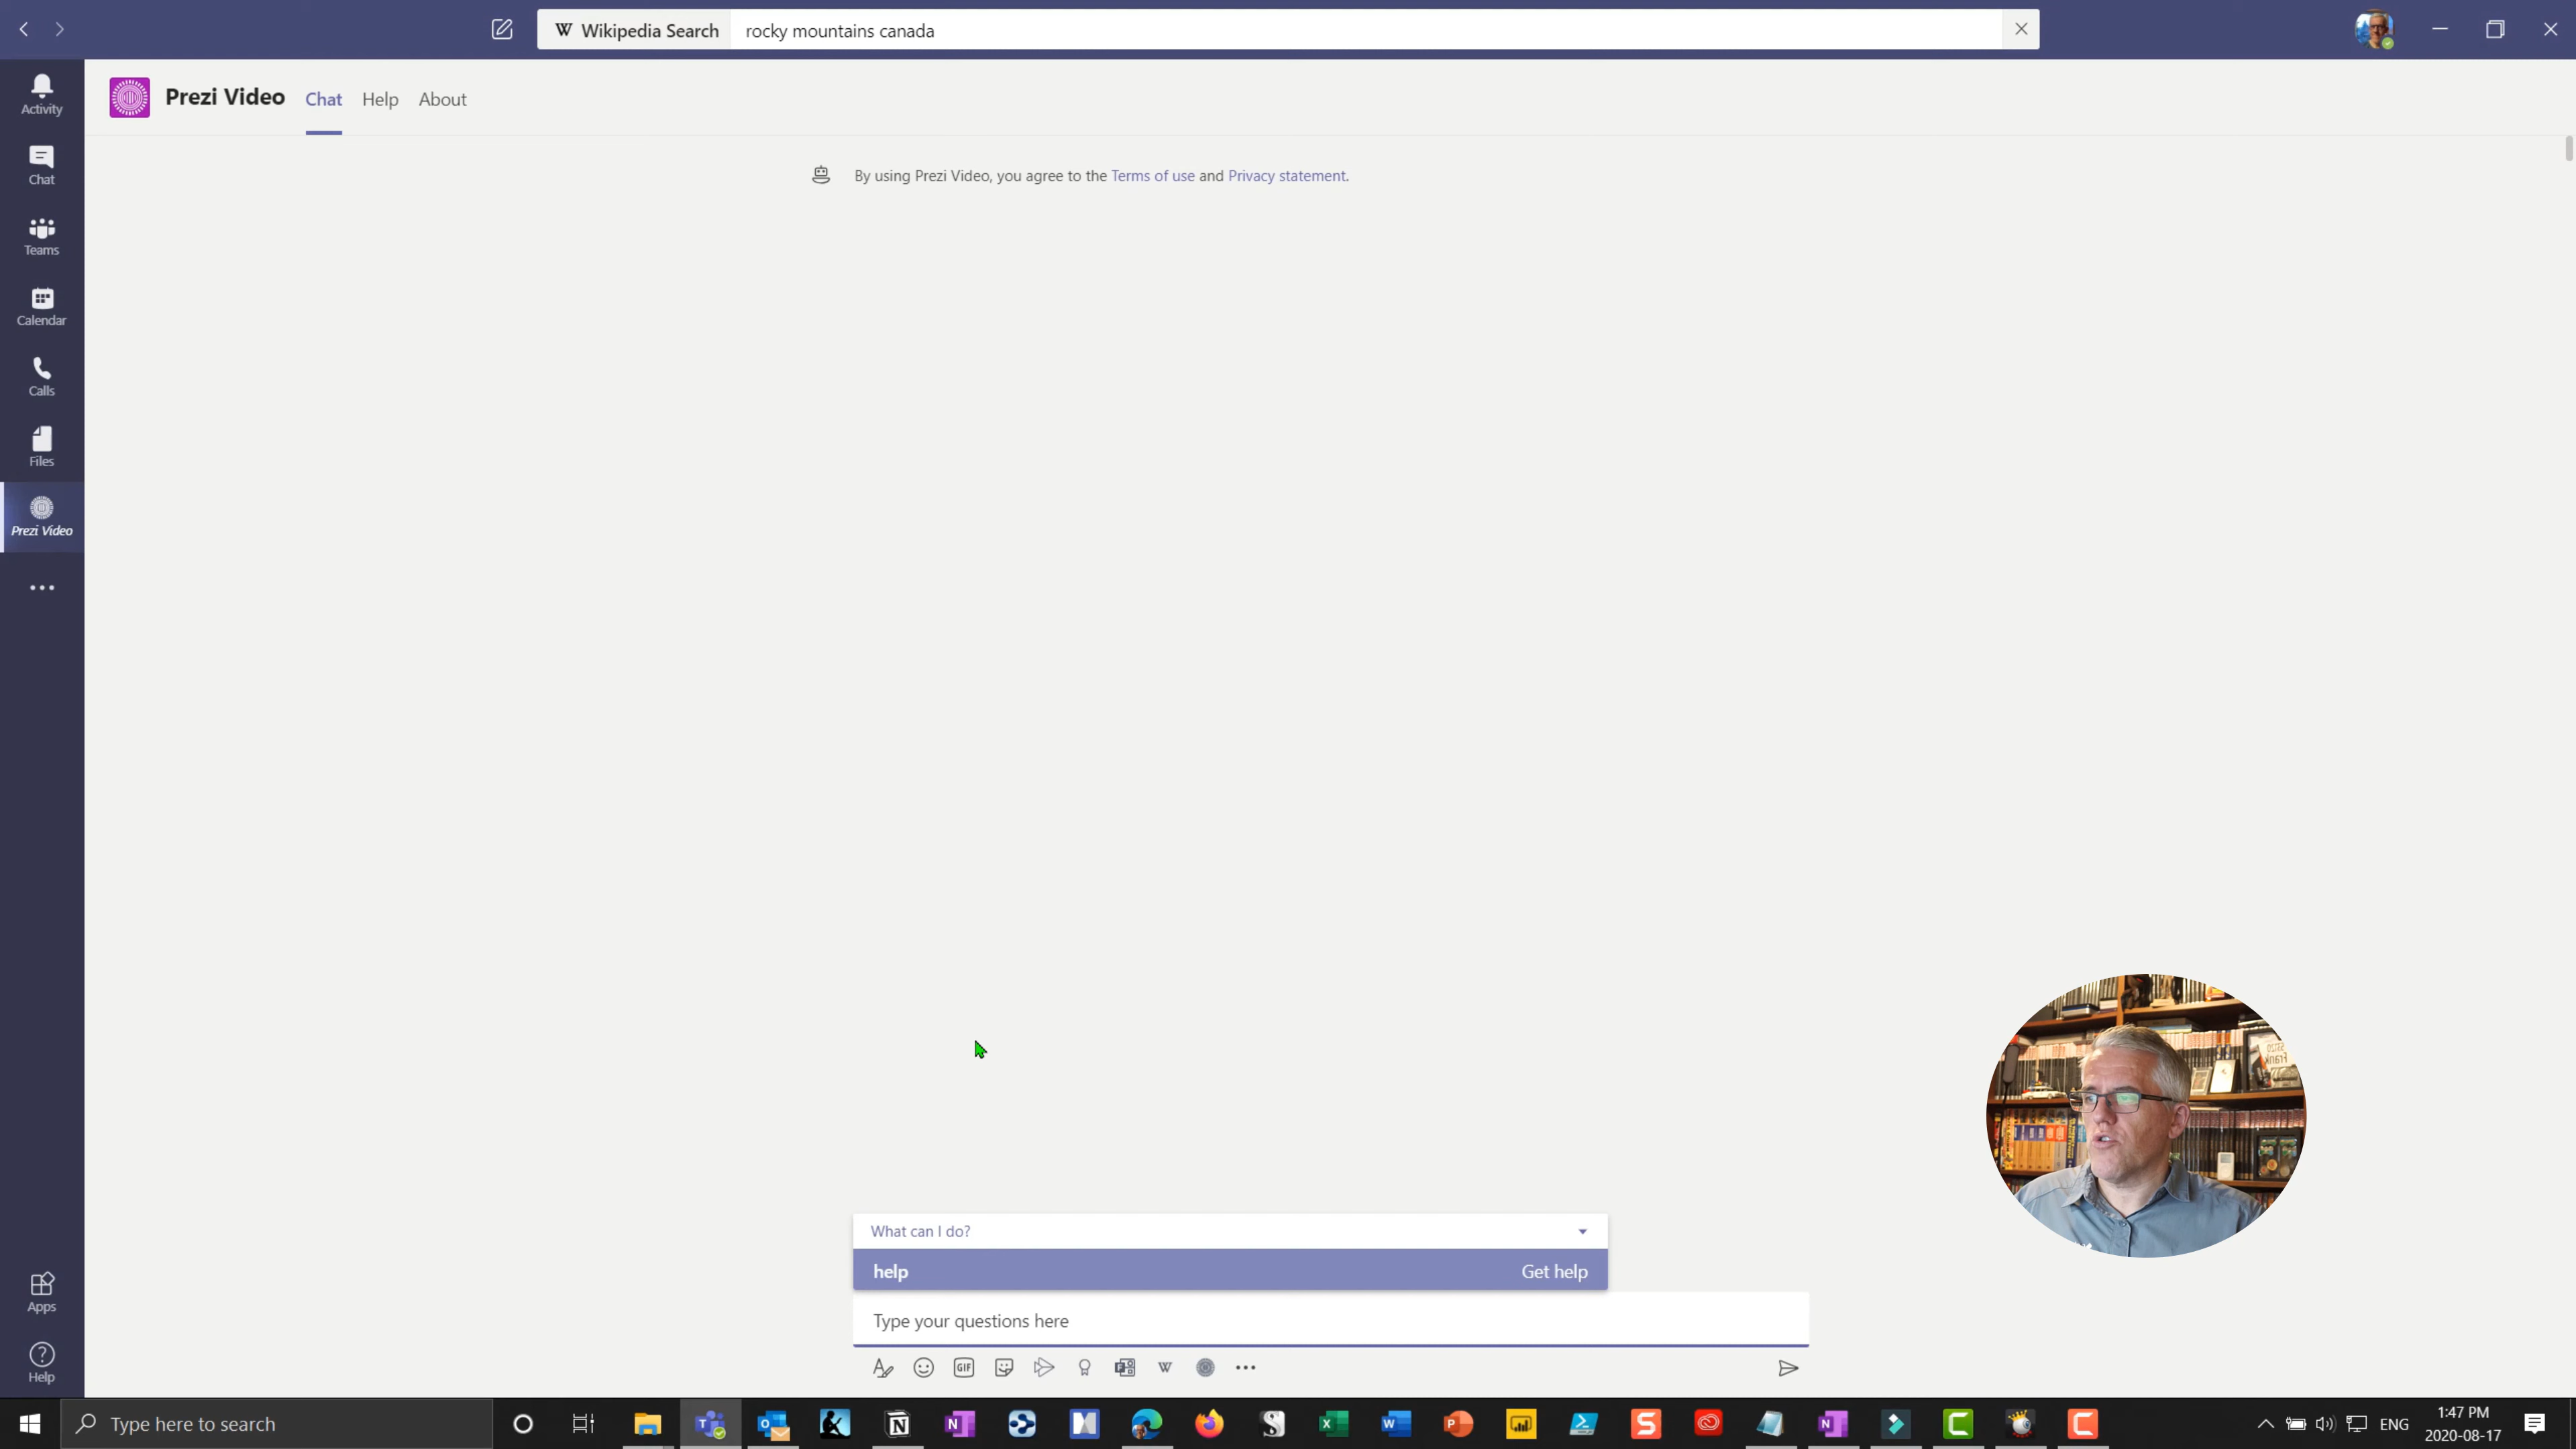 W Wikipedia Search rocky mountains canada
Activity
Chat
Teams
Calendar
Calls
Files
Prezi Video
Apps
Help
Prezi Video Chat Help About
By using Prezi Video, you agree to the Terms of use and Privacy statement.
What can I do?
help Get help
Type your questions here
GIF
W
Type here to search
ENG
1:47 PM
2020-08-17